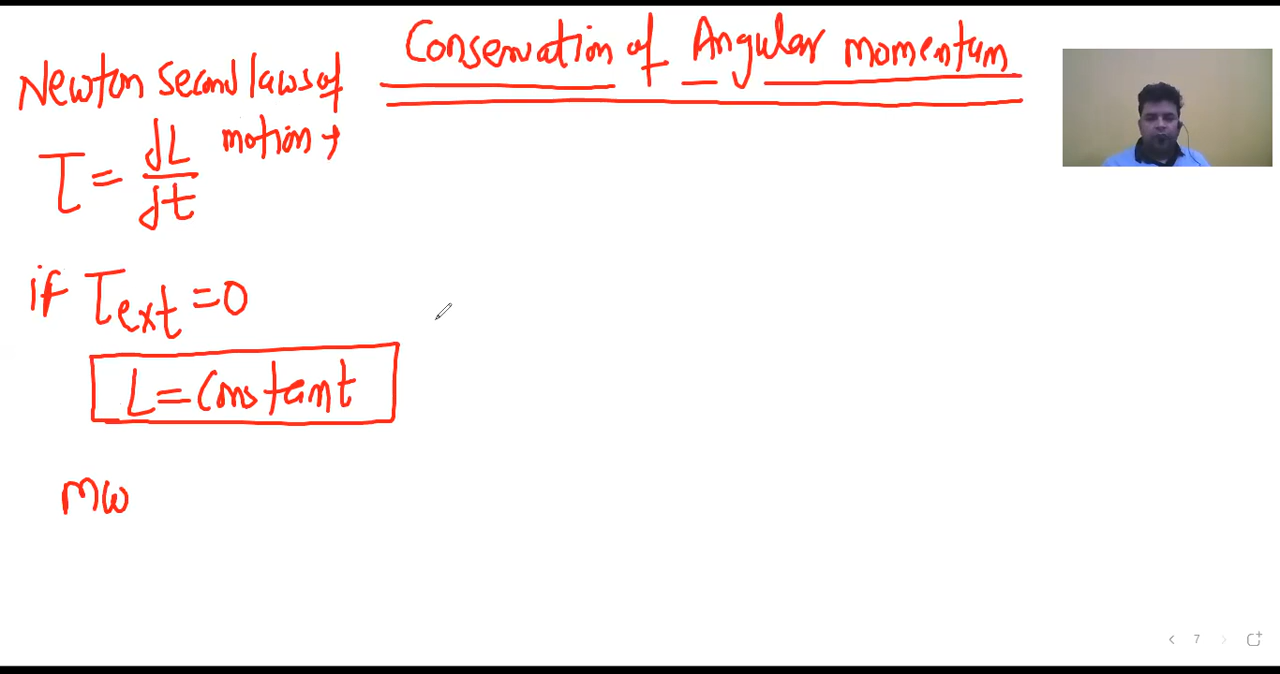 Conservation of Angular momentum
Newton second laws of
motion →
τ = dL/dt
if τext = 0
L = Constant
mω
7